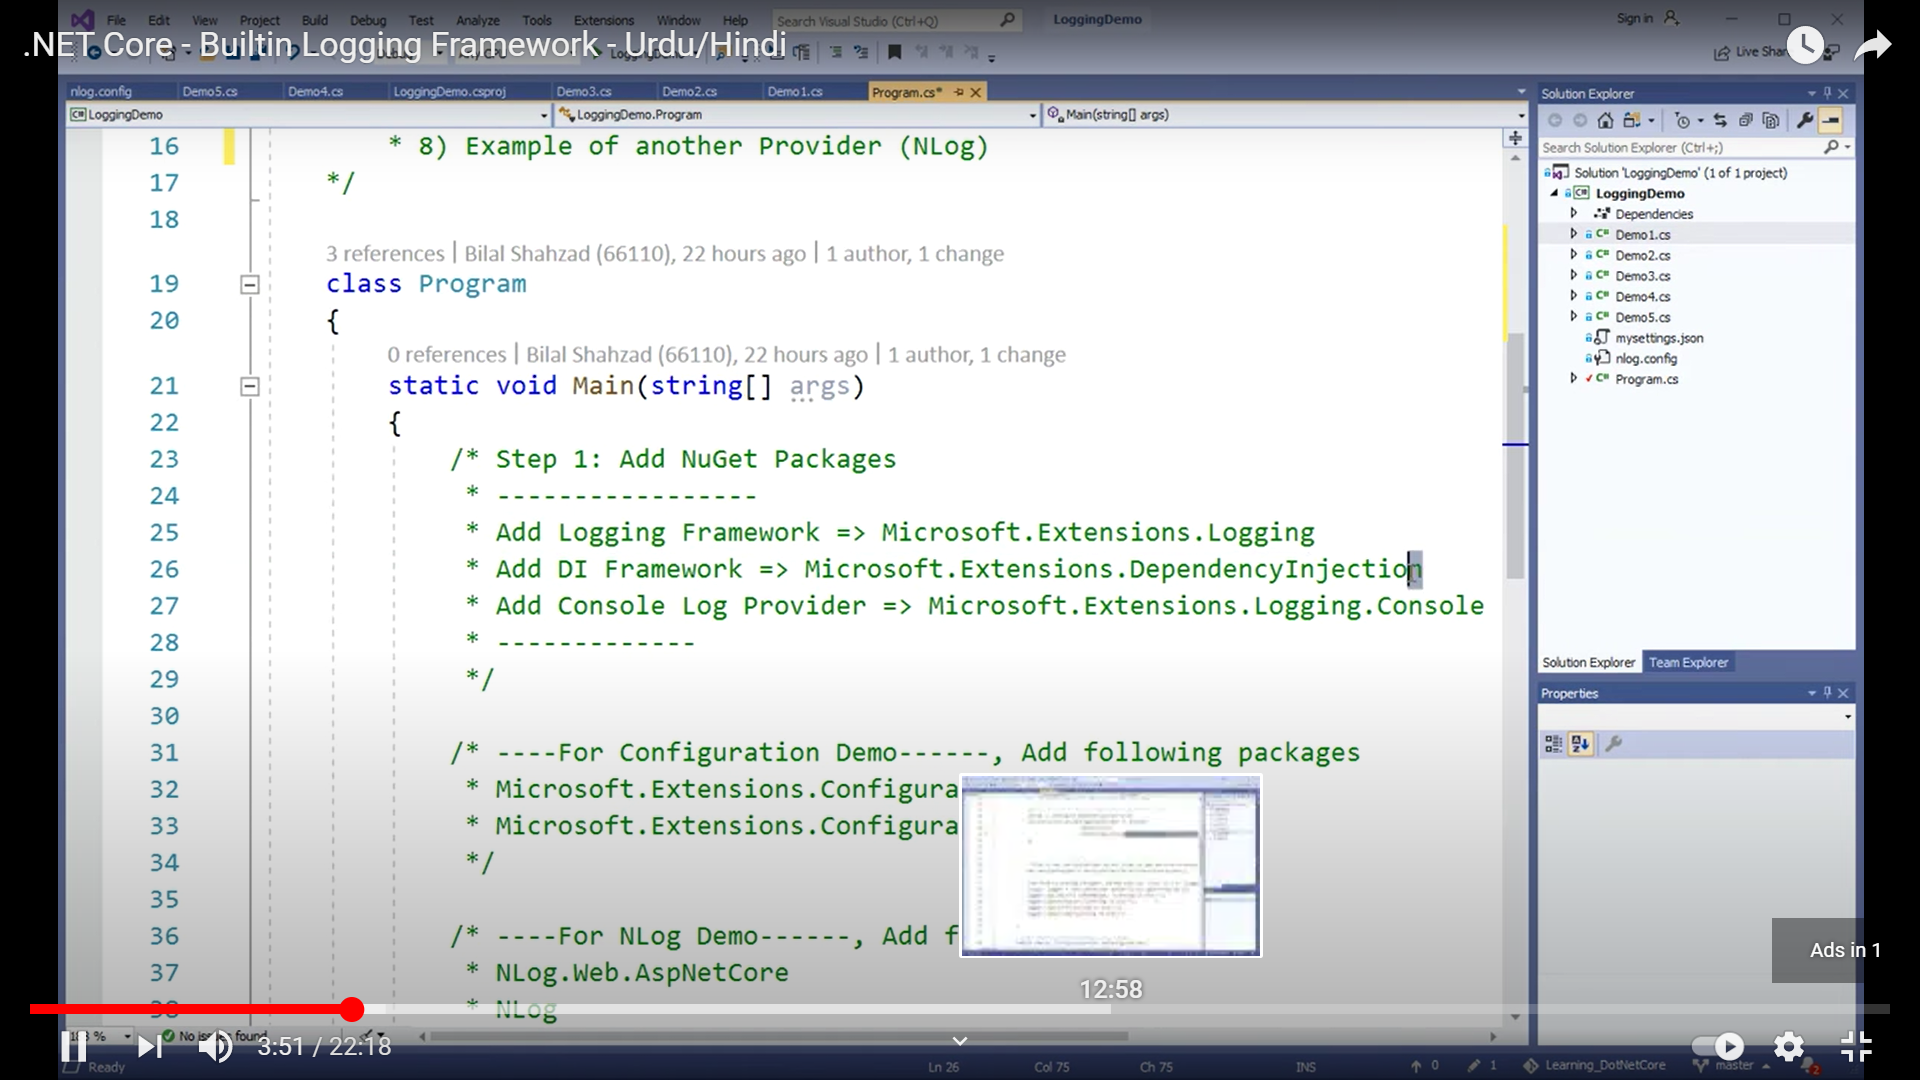 File Edit View Project Build Debug Test Analyze Tools Extensions Window Help Search Visual Studio (Ctrl+Q) LoggingDemo Sign in
.NET Core - Builtin Logging Framework - Urdu/Hindi
Live Shar
nlog.config Demo5.cs Demo4.cs LoggingDemo.csproj Demo3.cs Demo2.cs Demo1.cs Program.cs*
LoggingDemo LoggingDemo.Program Main(string[] args)
16 * 8) Example of another Provider (NLog)
17 */
18
3 references | Bilal Shahzad (66110), 22 hours ago | 1 author, 1 change
19 class Program
20 {
0 references | Bilal Shahzad (66110), 22 hours ago | 1 author, 1 change
21 static void Main(string[] args)
22 {
23 /* Step 1: Add NuGet Packages
24 * -----------------
25 * Add Logging Framework => Microsoft.Extensions.Logging
26 * Add DI Framework => Microsoft.Extensions.DependencyInjection
27 * Add Console Log Provider => Microsoft.Extensions.Logging.Console
28 * -------------
29 */
30
31 /* ----For Configuration Demo------, Add following packages
32 * Microsoft.Extensions.Configura
33 * Microsoft.Extensions.Configura
34 */
35
36 /* ----For NLog Demo------, Add f
37 * NLog.Web.AspNetCore
38 * NLog
Solution Explorer
Search Solution Explorer (Ctrl+;)
Solution 'LoggingDemo' (1 of 1 project)
LoggingDemo
Dependencies
Demo1.cs
Demo2.cs
Demo3.cs
Demo4.cs
Demo5.cs
mysettings.json
nlog.config
Program.cs
Solution Explorer Team Explorer
Properties
Ads in 1
12:58
No issues found
3:51 / 22:18
Ready Ln 26 Col 75 Ch 75 INS 0 1 Learning_DotNetCore master 2